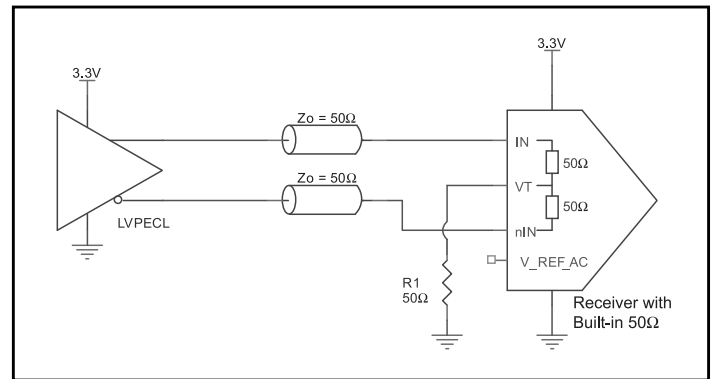 3.3V
3.3V
Zo = 50Ω
IN
50Ω
Zo = 50Ω
VT
50Ω
LVPECL
nIN
V_REF_AC
R1
50Ω
Receiver with
Built-in 50Ω